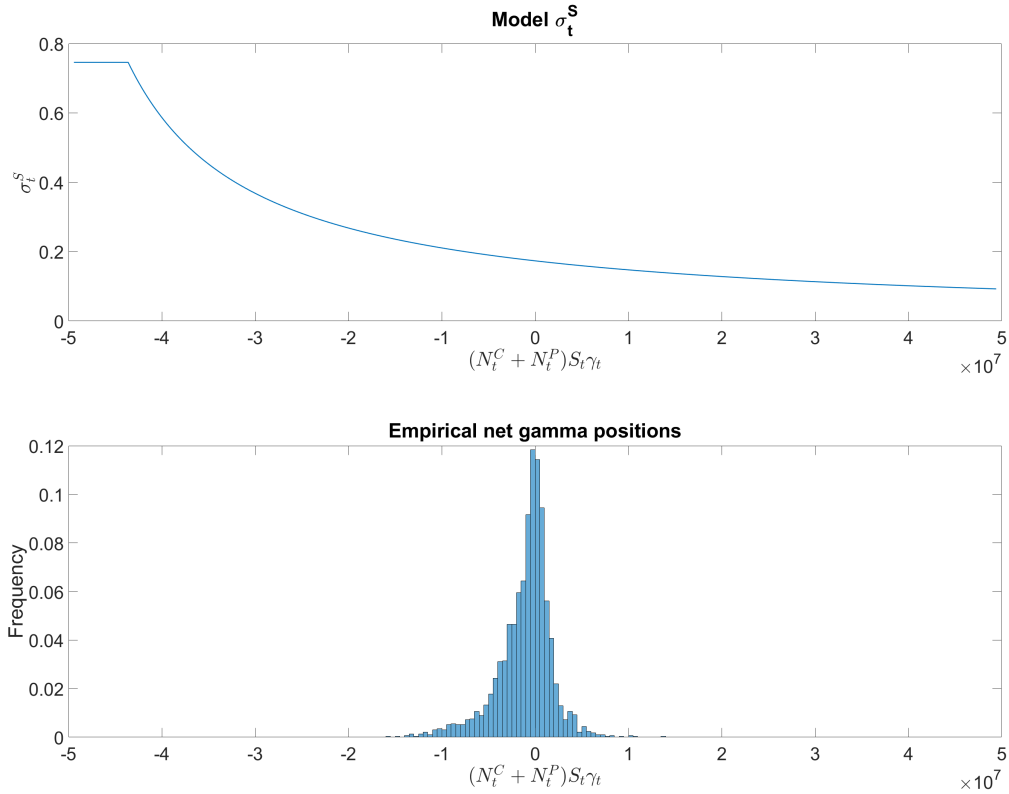 Model σ_t^S
0.8
0.6
0.4
0.2
0
σ_t^S
-5 -4 -3 -2 -1 0 1 2 3 4 5
(N_t^C + N_t^P)S_tγ_t
×10^7
Empirical net gamma positions
0.12
0.1
0.08
0.06
0.04
0.02
0
Frequency
-5 -4 -3 -2 -1 0 1 2 3 4 5
(N_t^C + N_t^P)S_tγ_t
×10^7